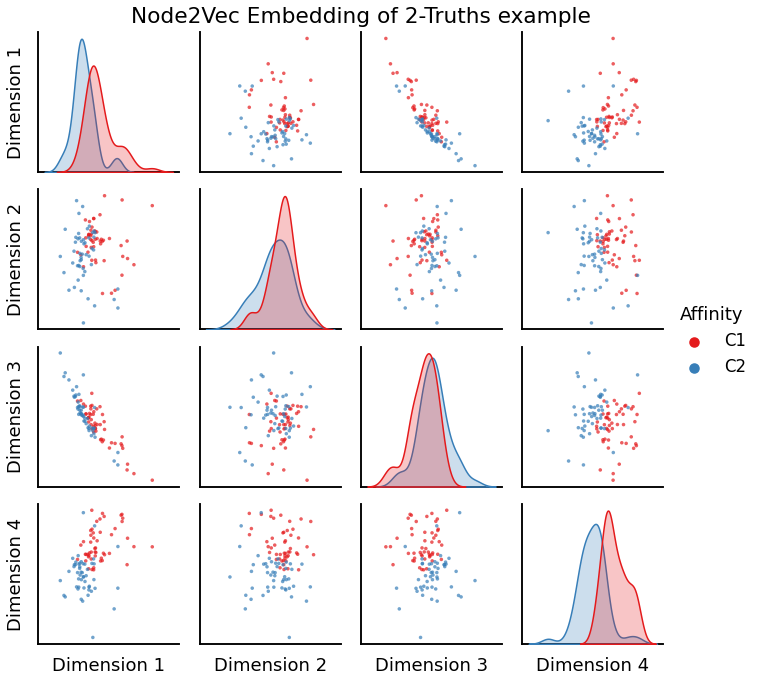 Node2Vec Embedding of 2-Truths example
Dimension 1
Dimension 2
Dimension 3
Dimension 4
Affinity
C1
C2
Dimension 1
Dimension 2
Dimension 3
Dimension 4